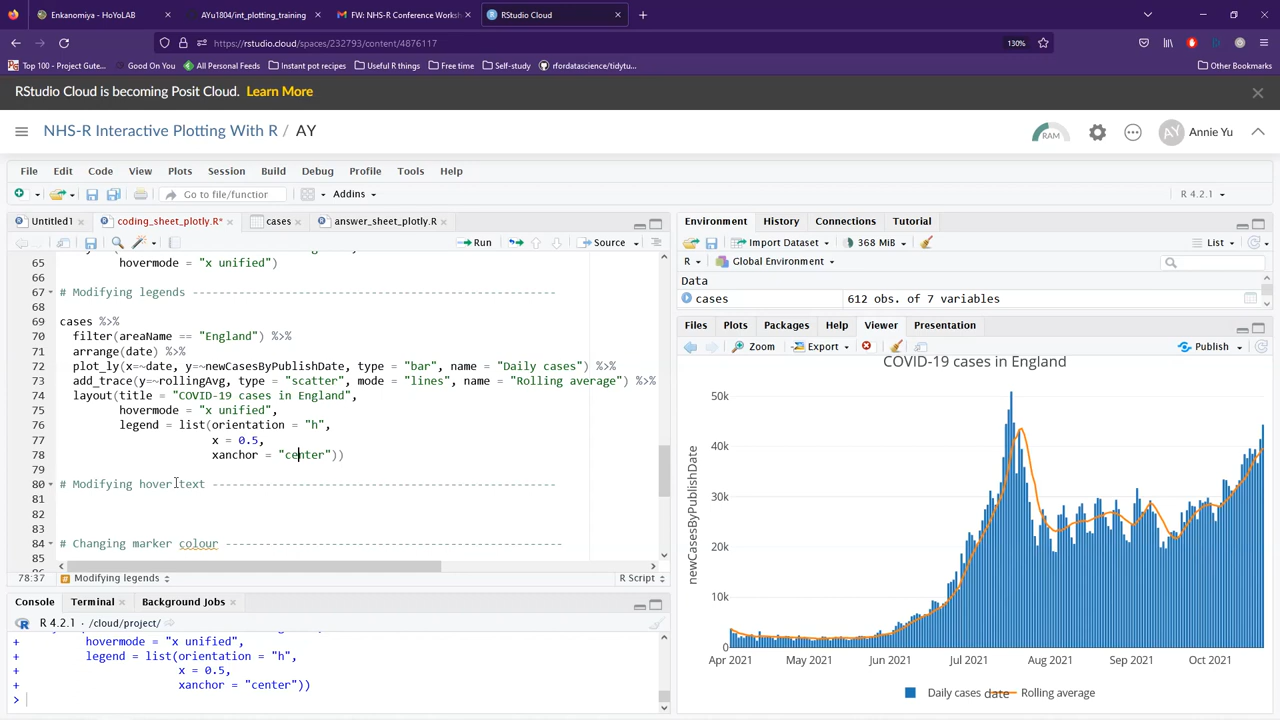 Enkanomiya - HoYoLAB
AYu1804/int_plotting_training
FW: NHS-R Conference Worksh
RStudio Cloud
https://rstudio.cloud/spaces/232793/content/4876117
130%
Top 100 - Project Gute...
Good On You
All Personal Feeds
Instant pot recipes
Useful R things
Free time
Self-study
rfordatascience/tidytu...
Other Bookmarks
RStudio Cloud is becoming Posit Cloud. Learn More
NHS-R Interactive Plotting With R / AY
RAM
AY
Annie Yu
File Edit Code View Plots Session Build Debug Profile Tools Help
Go to file/function
Addins
R 4.2.1
Untitled1
coding_sheet_plotly.R*
cases
answer_sheet_plotly.R
Run
Source
65 hovermode = "x unified")
66
67 # Modifying legends -------------------------------------------------------
68
69 cases %>%
70 filter(areaName == "England") %>%
71 arrange(date) %>%
72 plot_ly(x=~date, y=~newCasesByPublishDate, type = "bar", name = "Daily cases") %>%
73 add_trace(y=~rollingAvg, type = "scatter", mode = "lines", name = "Rolling average") %>%
74 layout(title = "COVID-19 cases in England",
75 hovermode = "x unified",
76 legend = list(orientation = "h",
77 x = 0.5,
78 xanchor = "center"))
79
80 # Modifying hover text ----------------------------------------------------
81
82
83
84 # Changing marker colour ---------------------------------------------------
85
78:37 Modifying legends
R Script
Console Terminal Background Jobs
R 4.2.1 · /cloud/project/
+ hovermode = "x unified",
+ legend = list(orientation = "h",
+ x = 0.5,
+ xanchor = "center"))
>
Environment History Connections Tutorial
Import Dataset
368 MiB
List
R
Global Environment
Data
cases 612 obs. of 7 variables
Files Plots Packages Help Viewer Presentation
Zoom
Export
Publish
COVID-19 cases in England
50k
40k
30k
20k
10k
0
newCasesByPublishDate
Apr 2021 May 2021 Jun 2021 Jul 2021 Aug 2021 Sep 2021 Oct 2021
date
Daily cases
Rolling average